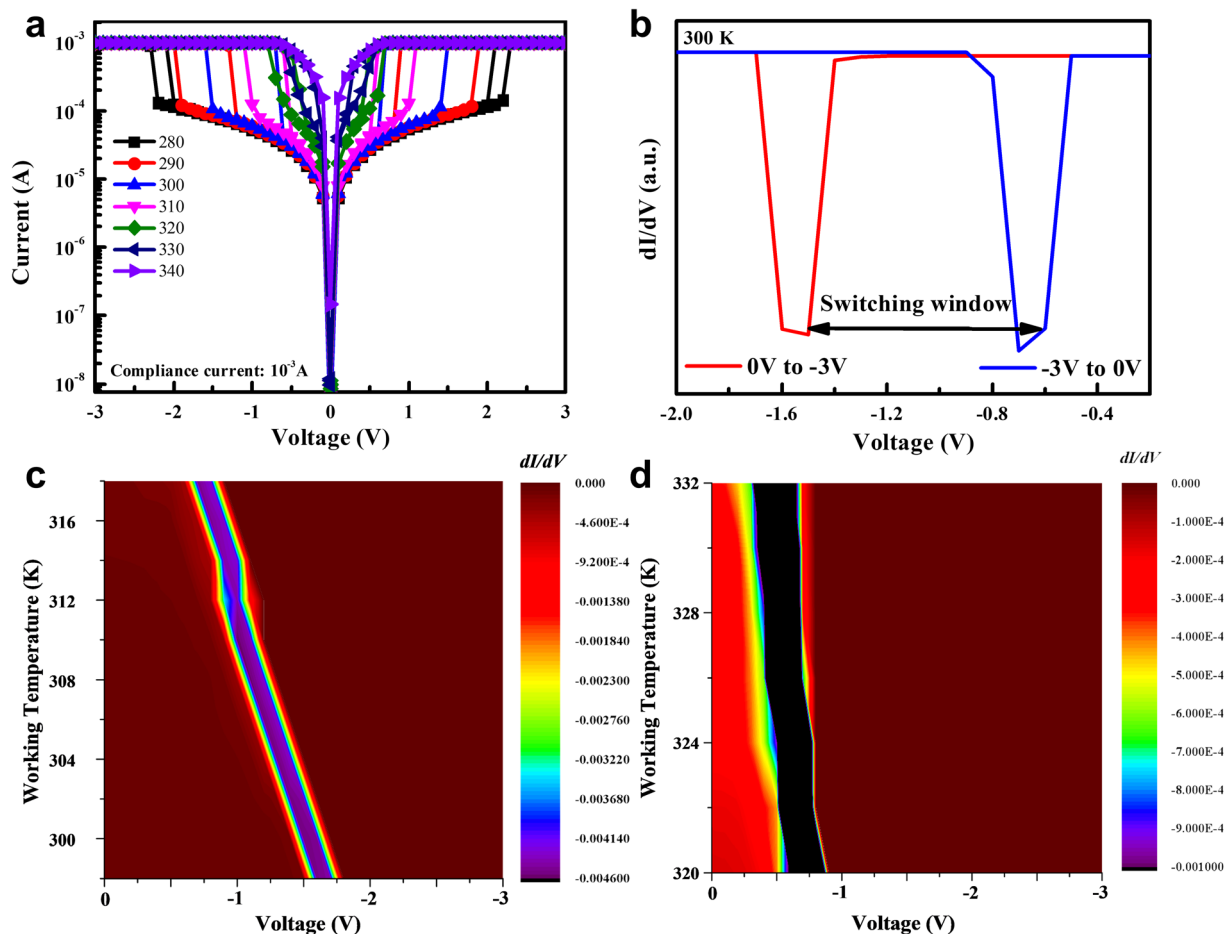 a
Current (A)
10⁻³
10⁻⁴
10⁻⁵
10⁻⁶
10⁻⁷
10⁻⁸
280
290
300
310
320
330
340
Compliance current: 10⁻³A
-3 -2 -1 0 1 2 3
Voltage (V)
b
300 K
dI/dV (a.u.)
Switching window
0V to -3V
-3V to 0V
-2.0 -1.6 -1.2 -0.8 -0.4
Voltage (V)
c
dI/dV
Working Temperature (K)
316
312
308
304
300
0 -1 -2 -3
Voltage (V)
0.000
-4.600E-4
-9.200E-4
-0.001380
-0.001840
-0.002300
-0.002760
-0.003220
-0.003680
-0.004140
-0.004600
d
dI/dV
Working Temperature (K)
332
328
324
320
0 -1 -2 -3
Voltage (V)
0.000
-1.000E-4
-2.000E-4
-3.000E-4
-4.000E-4
-5.000E-4
-6.000E-4
-7.000E-4
-8.000E-4
-9.000E-4
-0.001000